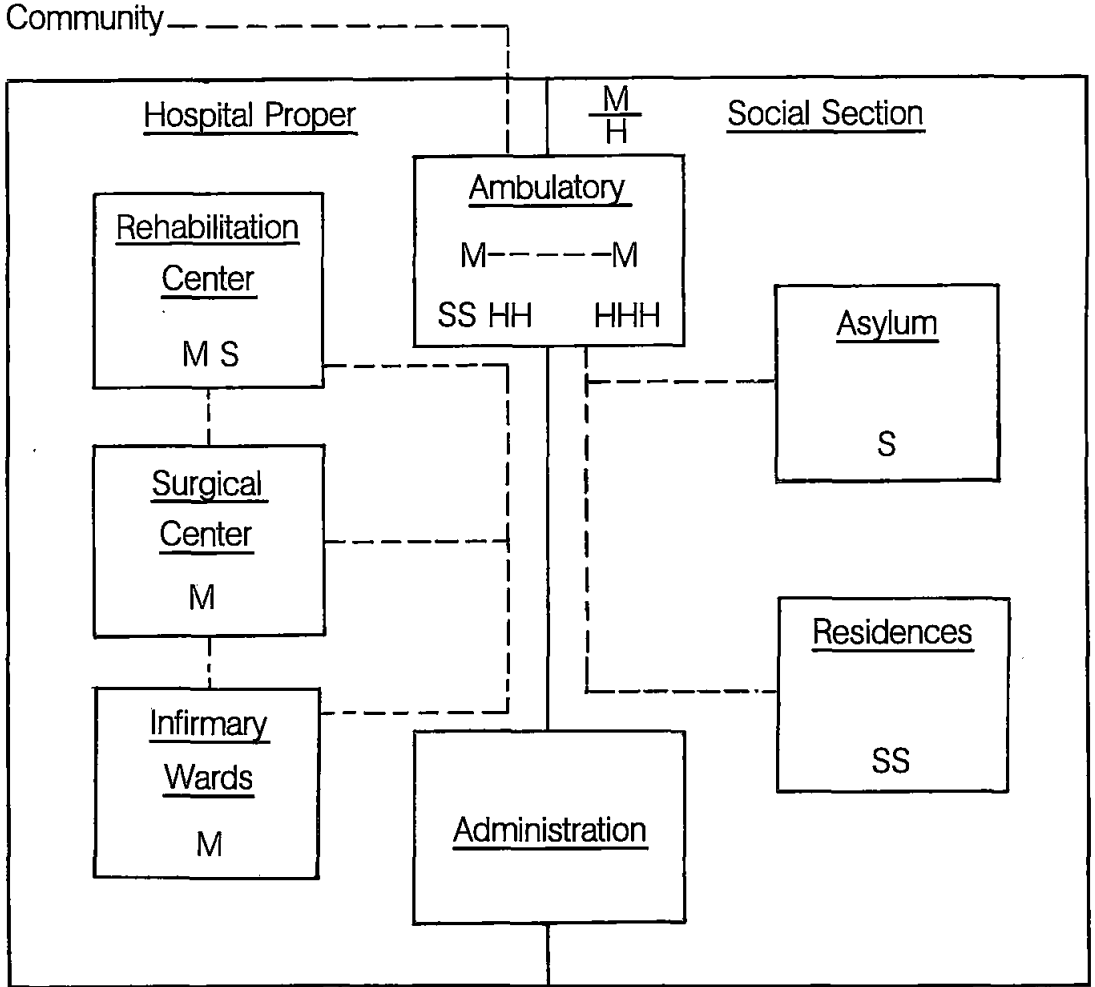 Community
Hospital Proper
M
H
Social Section
Ambulatory
M M
SS HH HHH
Rehabilitation
Center
M S
Asylum
S
Surgical
Center
M
Residences
SS
Infirmary
Wards
M
Administration